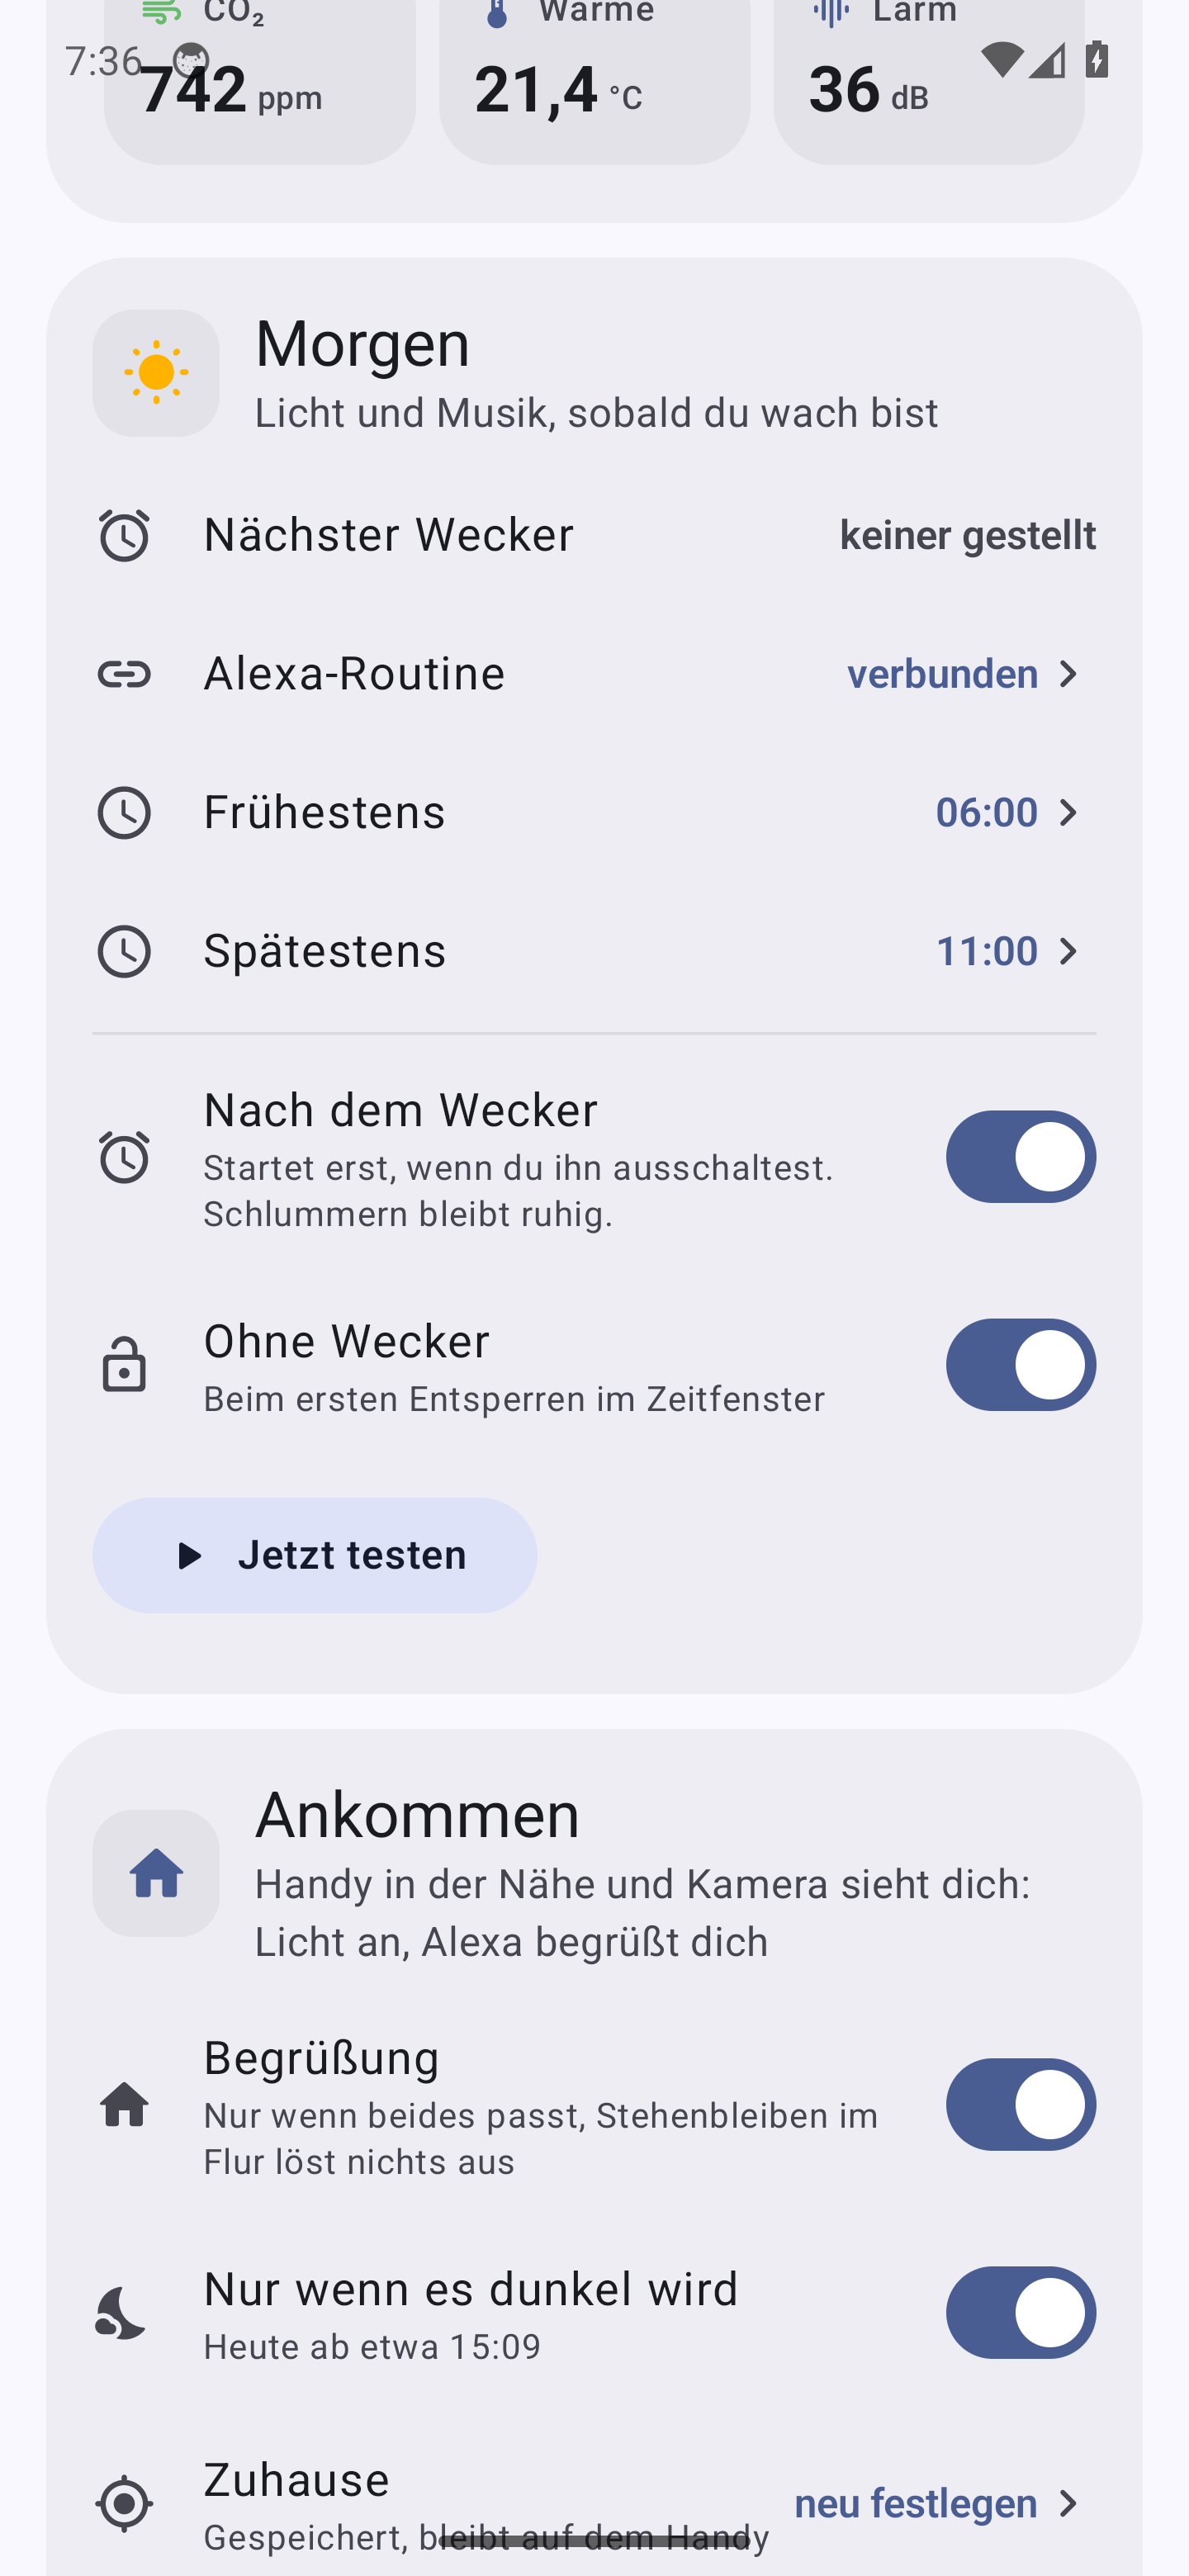 CO₂
Wärme
Lärm
7:36
742 ppm
21,4 °C
36 dB
Morgen
Licht und Musik, sobald du wach bist
Nächster Wecker
keiner gestellt
Alexa-Routine
verbunden
Frühestens
06:00
Spätestens
11:00
Nach dem Wecker
Startet erst, wenn du ihn ausschaltest.
Schlummern bleibt ruhig.
Ohne Wecker
Beim ersten Entsperren im Zeitfenster
Jetzt testen
Ankommen
Handy in der Nähe und Kamera sieht dich:
Licht an, Alexa begrüßt dich
Begrüßung
Nur wenn beides passt, Stehenbleiben im
Flur löst nichts aus
Nur wenn es dunkel wird
Heute ab etwa 15:09
Zuhause
neu festlegen
Gespeichert, bleibt auf dem Handy